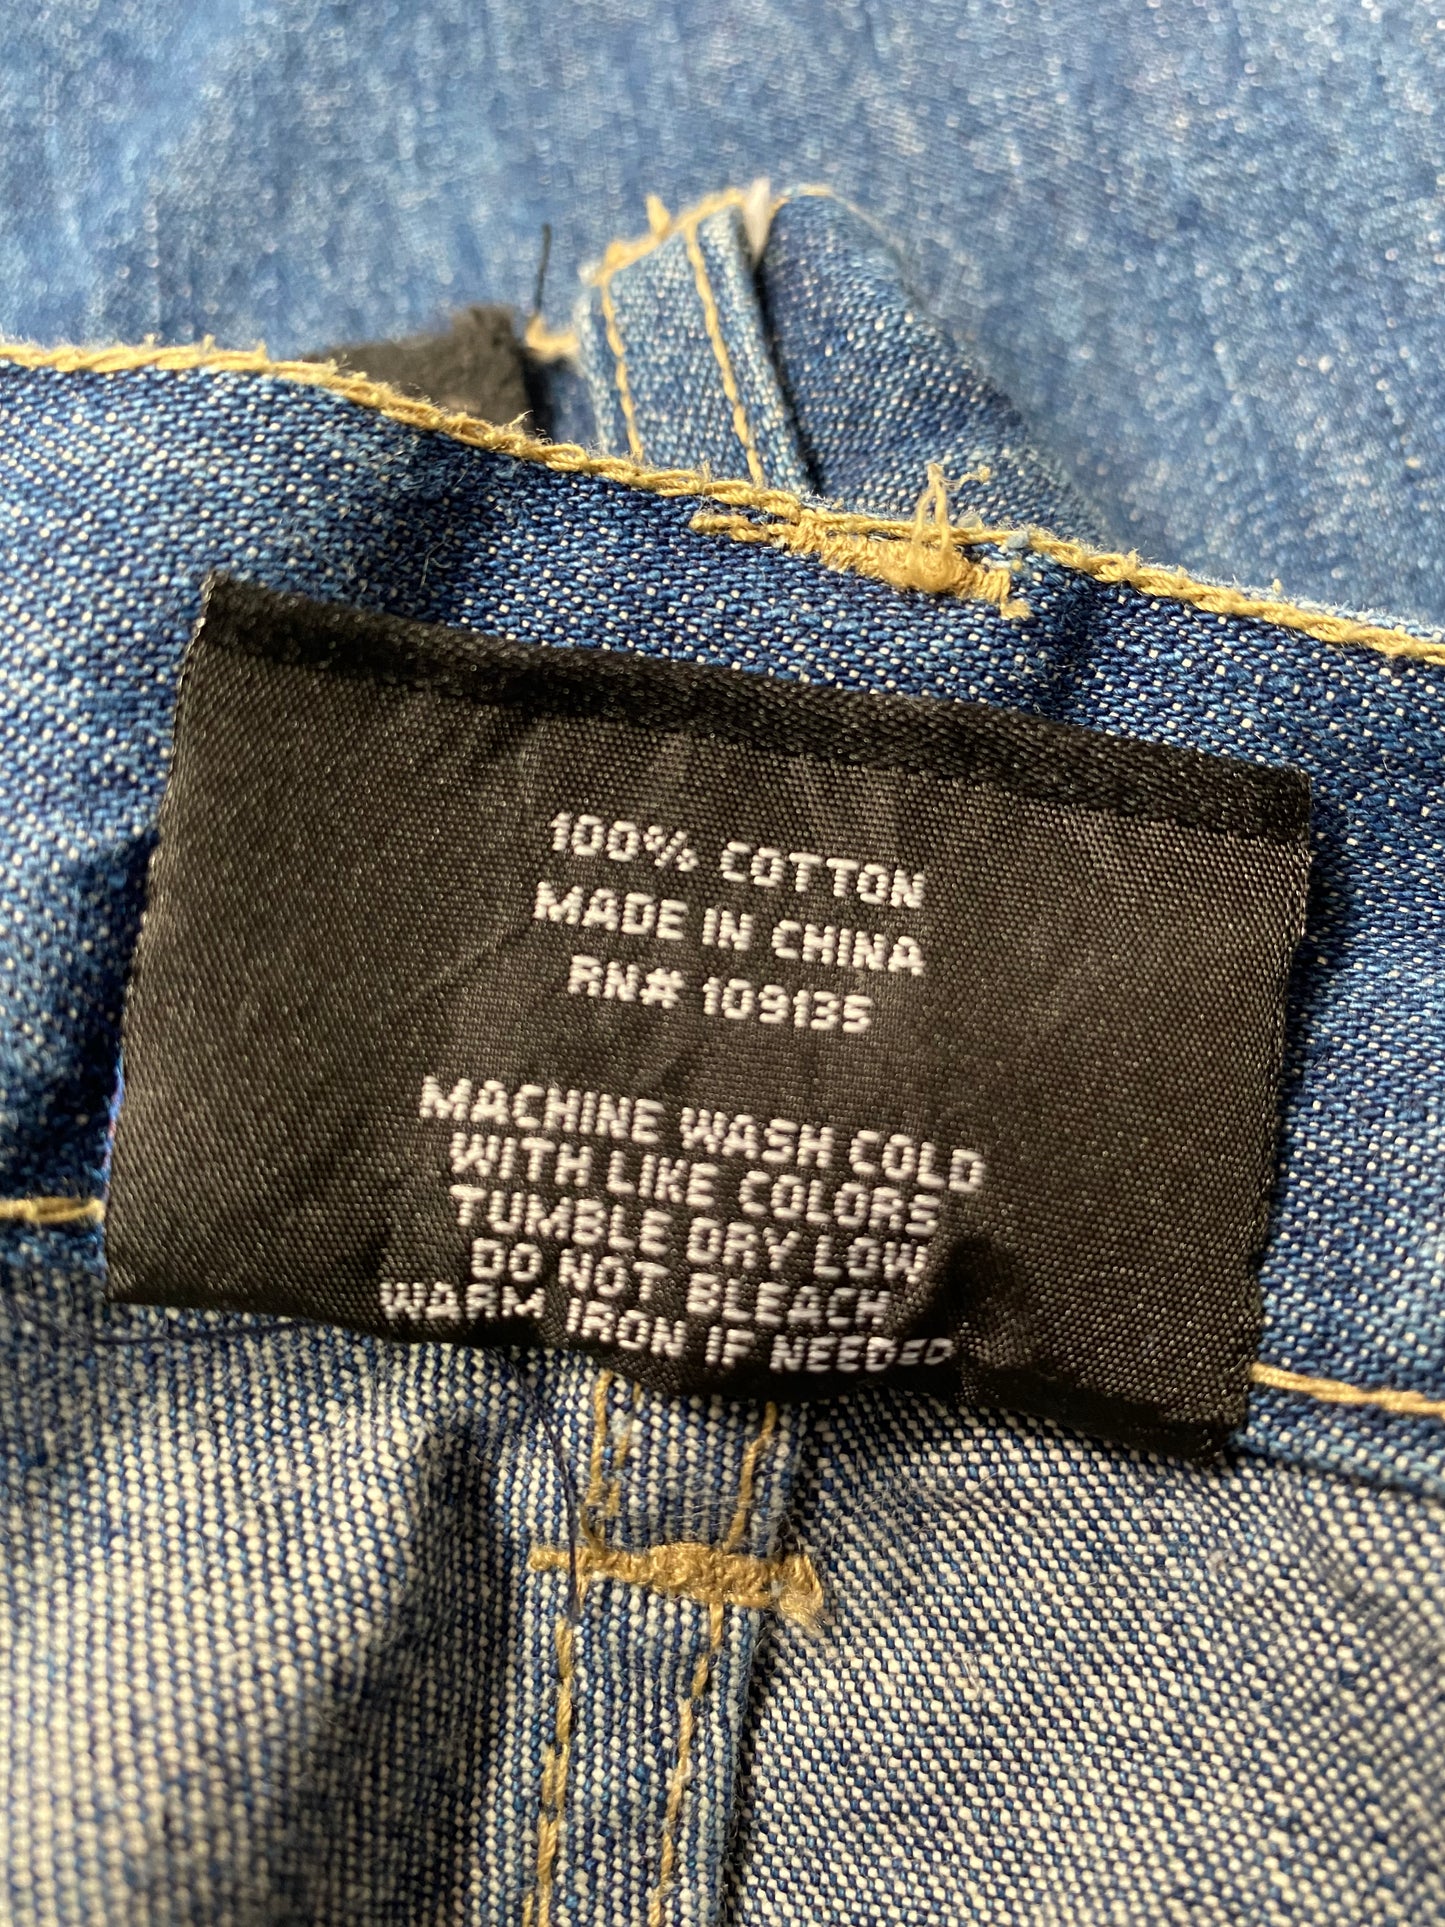 100% COTTON
MADE IN CHINA
RN# 109135
MACHINE WASH COLD
WITH LIKE COLORS
TUMBLE DRY LOW
DO NOT BLEACH
WARM IRON IF NEEDED